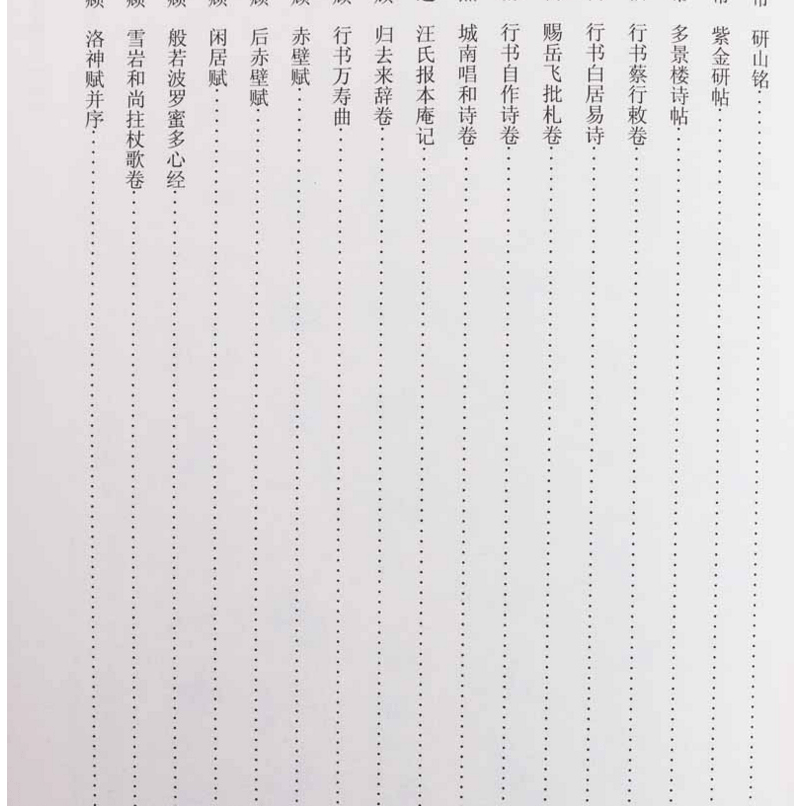 研山铭
紫金研帖
多景楼诗帖
行书蔡行敕卷
行书白居易诗
赐岳飞批札卷
行书自作诗卷
城南唱和诗卷
汪氏报本庵记
归去来辞卷
行书万寿曲
赤壁赋
后赤壁赋
闲居赋
般若波罗蜜多心经
雪岩和尚拄杖歌卷
洛神赋并序